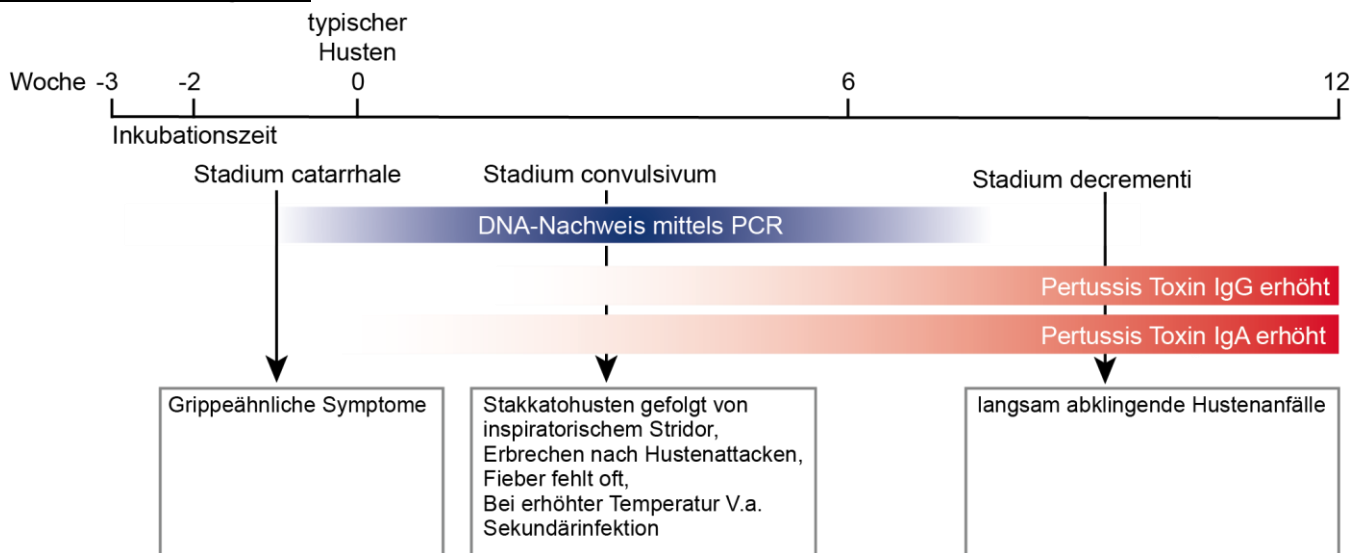 typischer
Husten
Woche -3 -2 0 6 12
Inkubationszeit
Stadium catarrhale
Stadium convulsivum
Stadium decrementi
DNA-Nachweis mittels PCR
Pertussis Toxin IgG erhöht
Pertussis Toxin IgA erhöht
Grippeähnliche Symptome
Stakkatohusten gefolgt von
inspiratorischem Stridor,
Erbrechen nach Hustenattacken,
Fieber fehlt oft,
Bei erhöhter Temperatur V.a.
Sekundärinfektion
langsam abklingende Hustenanfälle